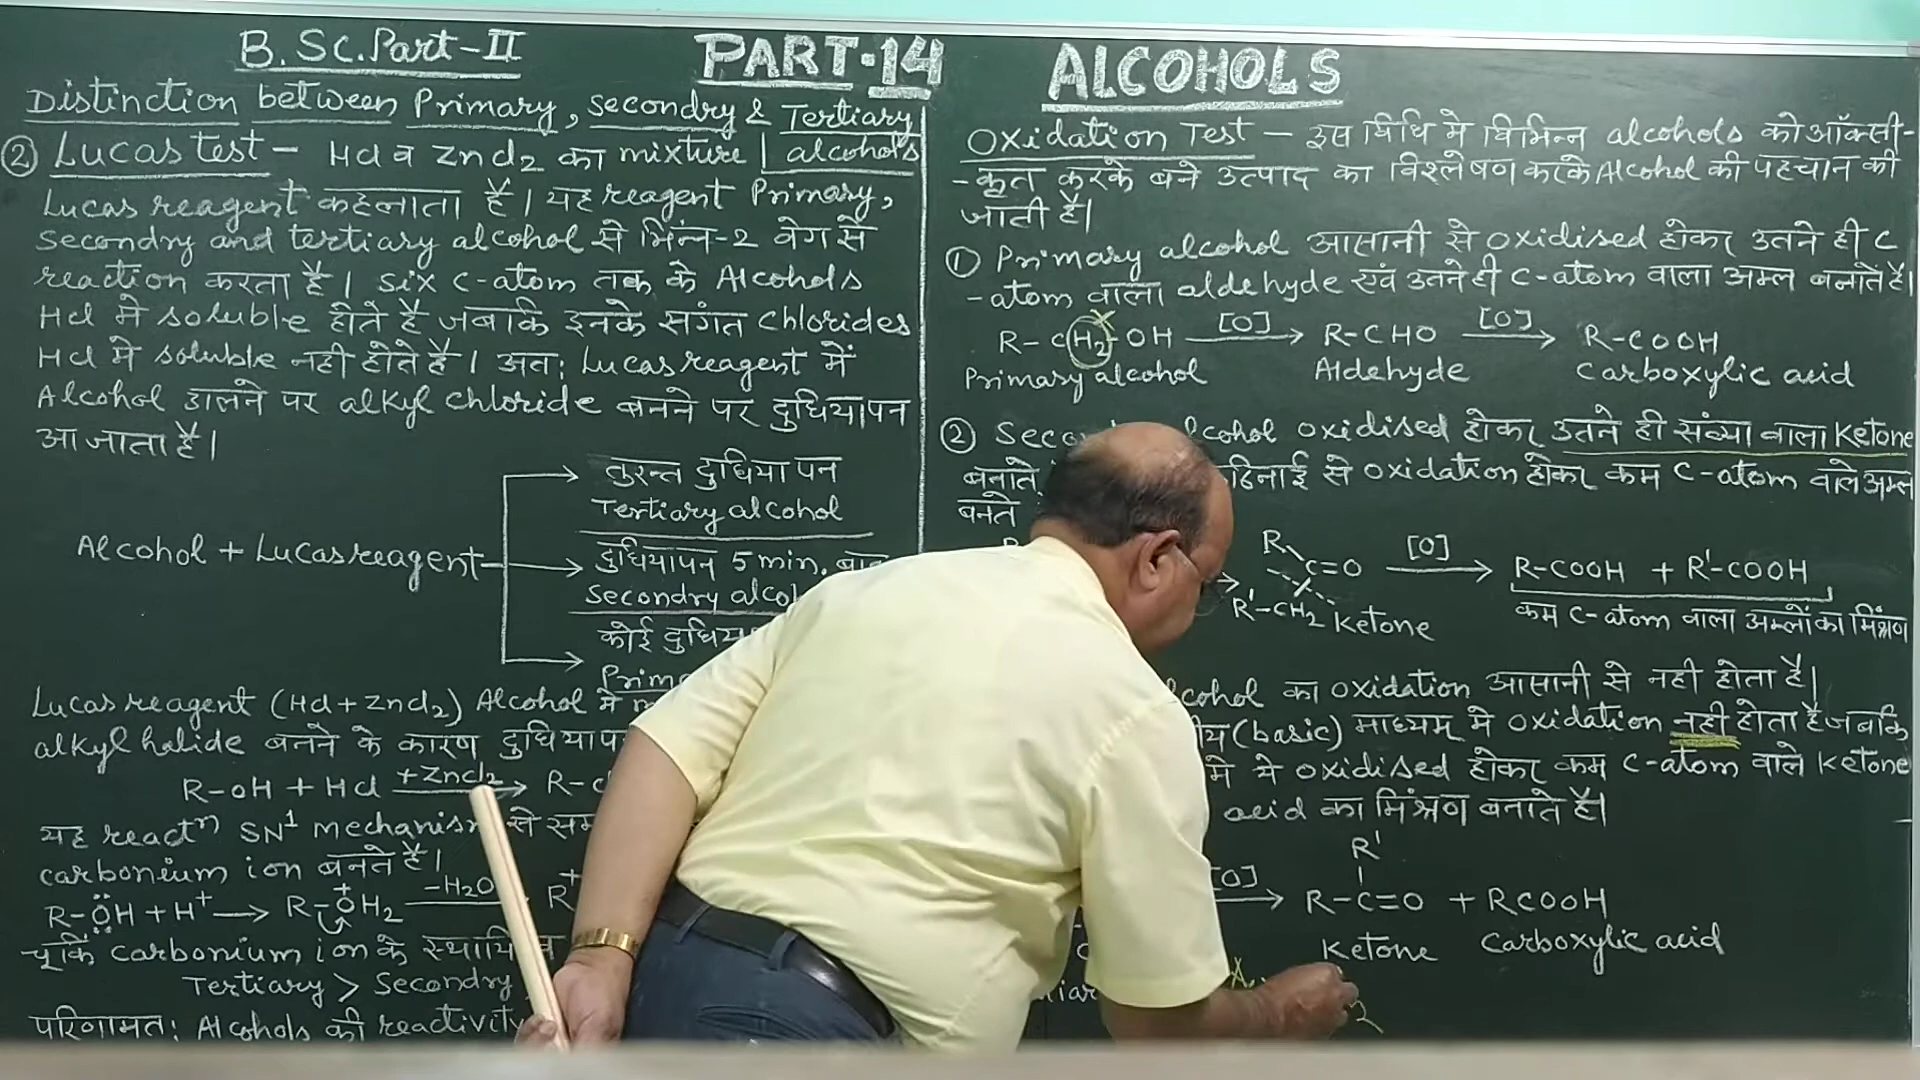 B. Sc. Part-II
PART-14
ALCOHOLS
Distinction between Primary, secondry & Tertiary
alcohols
② Lucas test - HCl व ZnCl2 का mixture
Lucas reagent कहलाता है। यह reagent Primary,
secondry and tertiary alcohol से भिन्न-2 वेग से
reaction करता है। six C-atom तक के Alcohols
HCl में soluble होते है जबकि इनके संगत chlorides
HCl में soluble नही होते है। अत: Lucas reagent में
Alcohol डालने पर alkyl chloride बनने पर दुधियापन
आ जाता है।
तुरन्त दुधिया पन
Tertiary alcohol
Alcohol + Lucas reagent
दुधियापन 5 min.
Secondry
कोई
Lucas reagent (HCl + ZnCl2) Alcohol में
alkyl halide बनने के कारण
R-OH + HCl +ZnCl2 → R-Cl
यह reactn SN1 mechanism से
carbonium ion बनते है।
R-ÖH + H+ → R-O+H2 -H2O R+
चूंकि carbonium ion के
Tertiary > Secondry
परिणामत: Alcohols की reactivity
Oxidation Test - इस विधि मे विभिन्न alcohols को ऑक्सी-
-कृत करके बने उत्पाद का विश्लेषण करके Alcohol की पहचान की
जाती है।
① Primary alcohol आसानी से oxidised होकर उतने ही C
-atom वाला aldehyde एवं उतने ही C-atom वाला अम्ल बनाते है।
R-CH2-OH [O] → R-CHO [O] → R-COOH
Primary alcohol Aldehyde Carboxylic acid
② alcohol oxidised होकर उतने ही संख्या वाला Ketone
बनाते से oxidation होकर कम C-atom वाले अम्ल
बनते
R C=O [O] → R-COOH + R'-COOH
R'-CH2 Ketone
कम C-atom वाला अम्लों का मिश्रण
का oxidation आसानी से नही होता है।
(basic) माध्यम मे oxidation नही होता है जबकि
मे ये oxidised होकर कम C-atom वाले Ketone
acid का मिश्रण बनाते है।
R'
[O] → R-C=O + RCOOH
Ketone Carboxylic acid